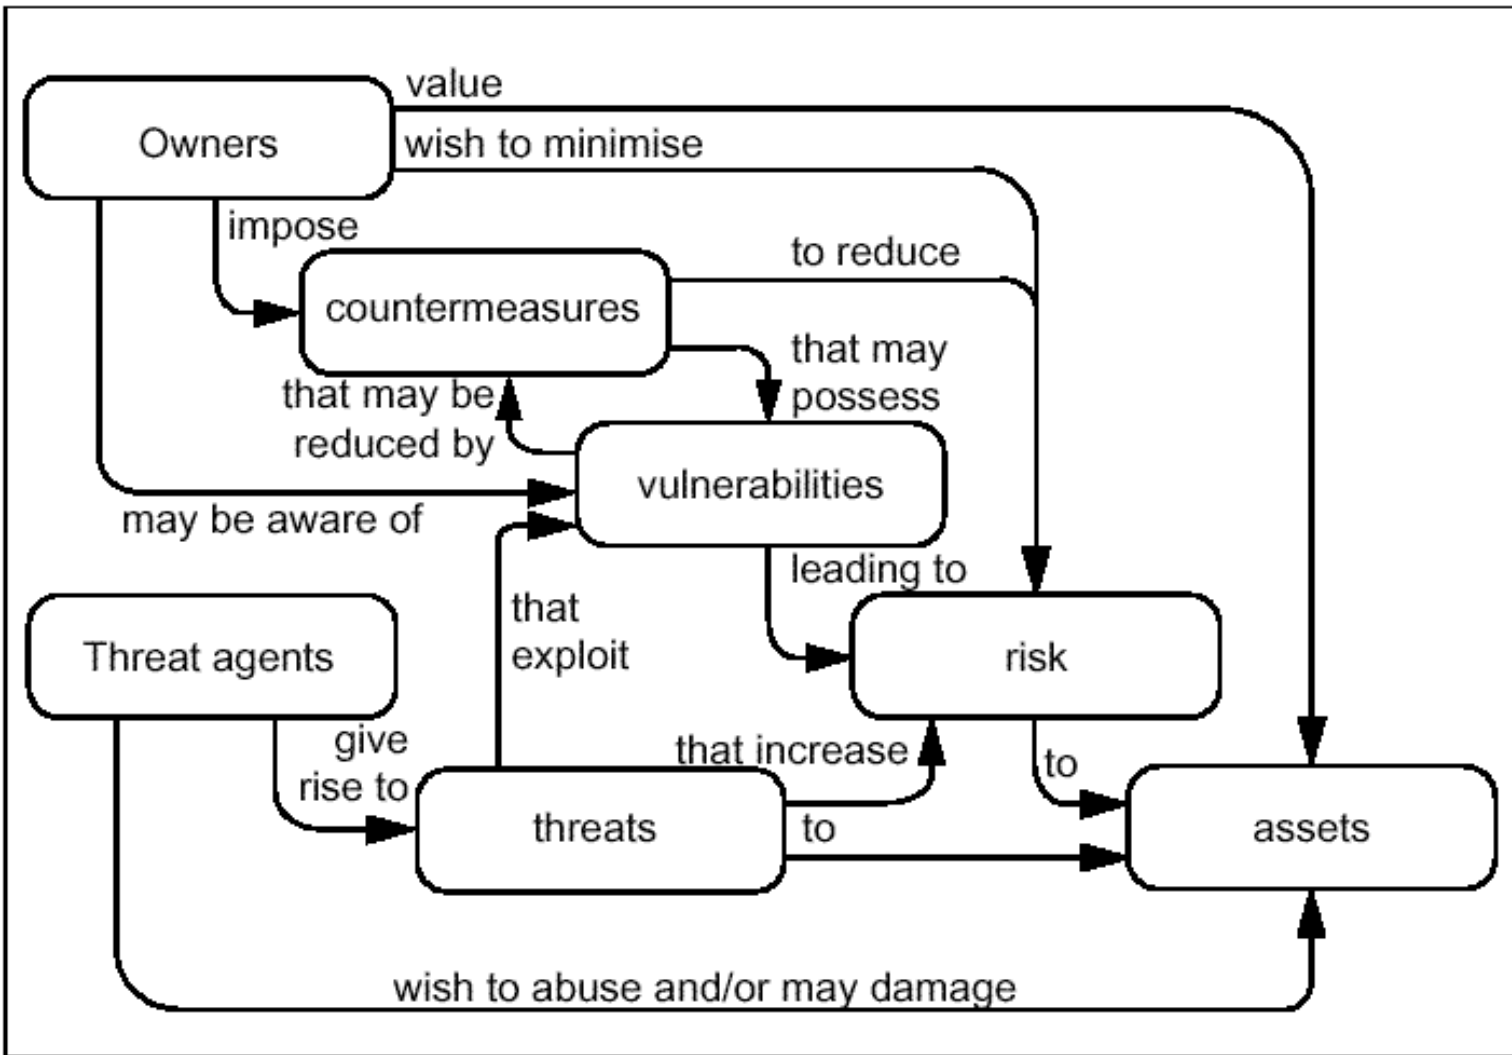 value
Owners
wish to minimise
impose
to reduce
countermeasures
that may
possess
that may be
reduced by
vulnerabilities
may be aware of
leading to
that
exploit
Threat agents
risk
give
rise to
that increase
to
threats
to
assets
wish to abuse and/or may damage